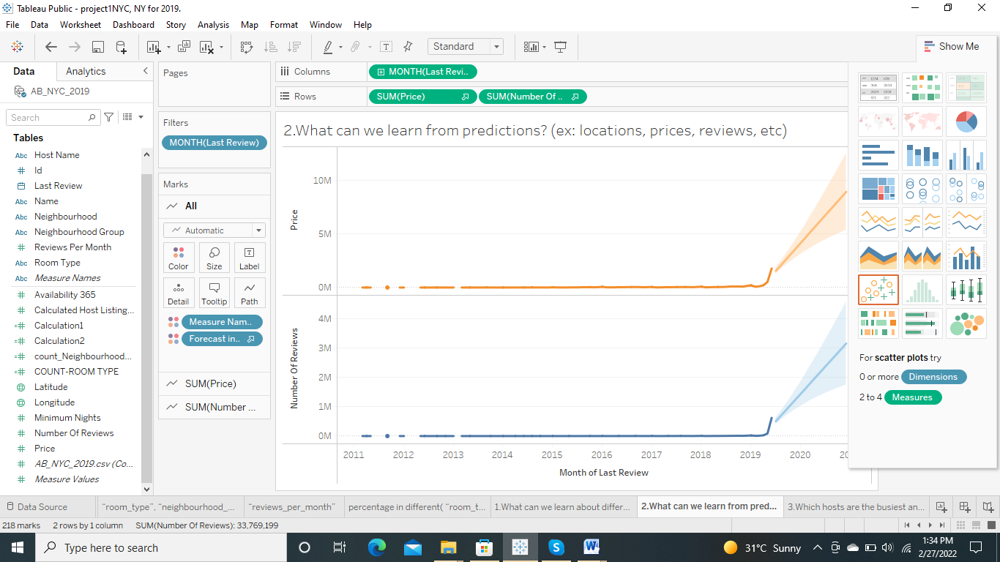 Tableau Public - project1NYC, NY for 2019.
File Data Worksheet Dashboard Story Analysis Map Format Window Help
Standard
Show Me
Data Analytics
AB_NYC_2019
Search
Tables
Abc Host Name
# Id
Last Review
Abc Name
Abc Neighbourhood
Abc Neighbourhood Group
# Reviews Per Month
Abc Room Type
Abc Measure Names
# Availability 365
# Calculated Host Listing...
=# Calculation1
=# Calculation2
=# count_Neighbourhood...
=# COUNT-ROOM TYPE
Latitude
Longitude
# Minimum Nights
# Number Of Reviews
# Price
# AB_NYC_2019.csv (Co...
# Measure Values
Pages
Filters
MONTH(Last Review)
Marks
All
Automatic
Color Size Label
Detail Tooltip Path
Measure Nam..
Forecast in..
SUM(Price)
SUM(Number ...
Columns MONTH(Last Revi..
Rows SUM(Price) SUM(Number Of ..
2.What can we learn from predictions? (ex: locations, prices, reviews, etc)
Price
10M
5M
0M
Number Of Reviews
4M
3M
2M
1M
0M
2011 2012 2013 2014 2015 2016 2017 2018 2019 2020
Month of Last Review
For scatter plots try
0 or more Dimensions
2 to 4 Measures
Data Source "room_type", "neighbourhood_... "reviews_per_month" percentage in different( "room_t... 1.What can we learn about differ... 2.What can we learn from pred... 3.Which hosts are the busiest an...
218 marks 2 rows by 1 column SUM(Number Of Reviews): 33,769,199
Type here to search
31°C Sunny
1:34 PM
2/27/2022